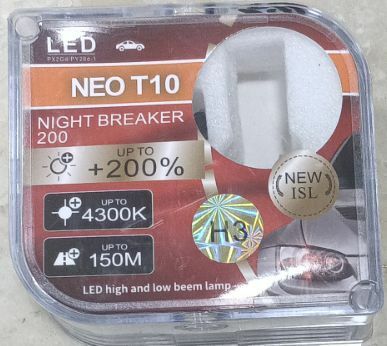 LED
NEO T10
NIGHT BREAKER
200
UP TO
+200%
NEW
ISL
UP TO
4300K
H3
UP TO
150M
LED high and low beem lamp